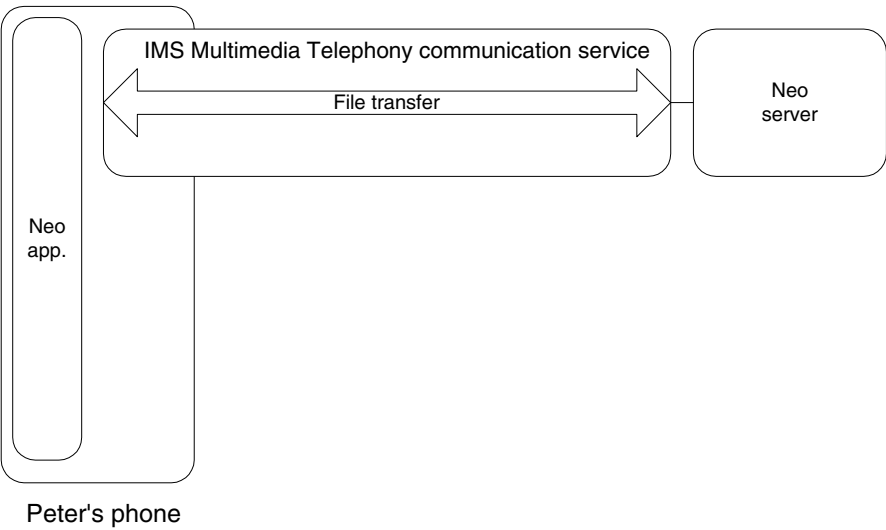 IMS Multimedia Telephony communication service
File transfer
Neo
server
Neo
app.
Peter's phone